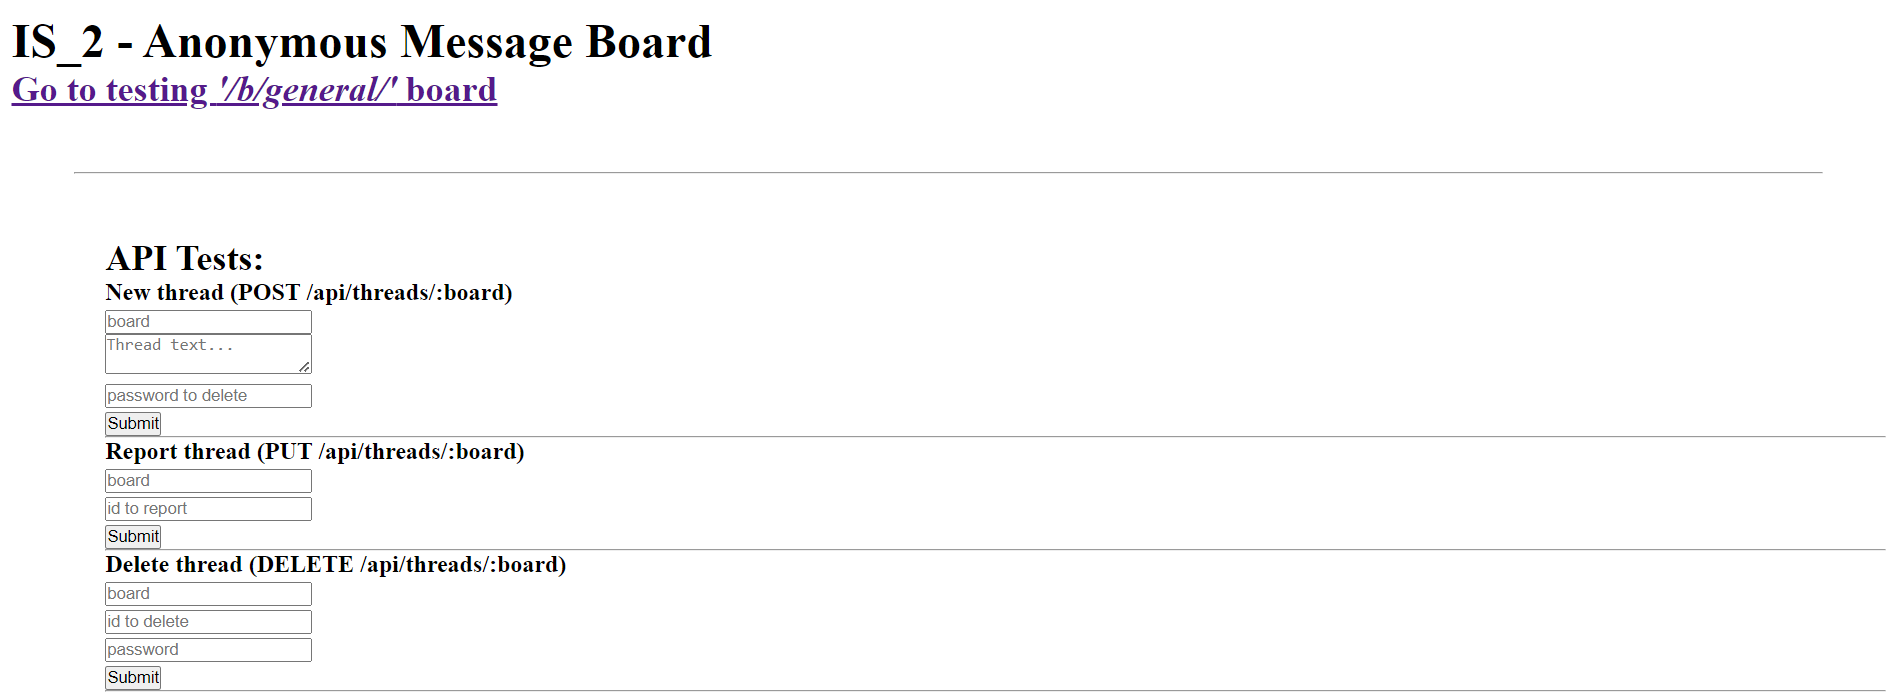 IS_2 - Anonymous Message Board
Go to testing '/b/general/' board
API Tests:
New thread (POST /api/threads/:board)
board
Thread text...
password to delete
Submit
Report thread (PUT /api/threads/:board)
board
id to report
Submit
Delete thread (DELETE /api/threads/:board)
board
id to delete
password
Submit